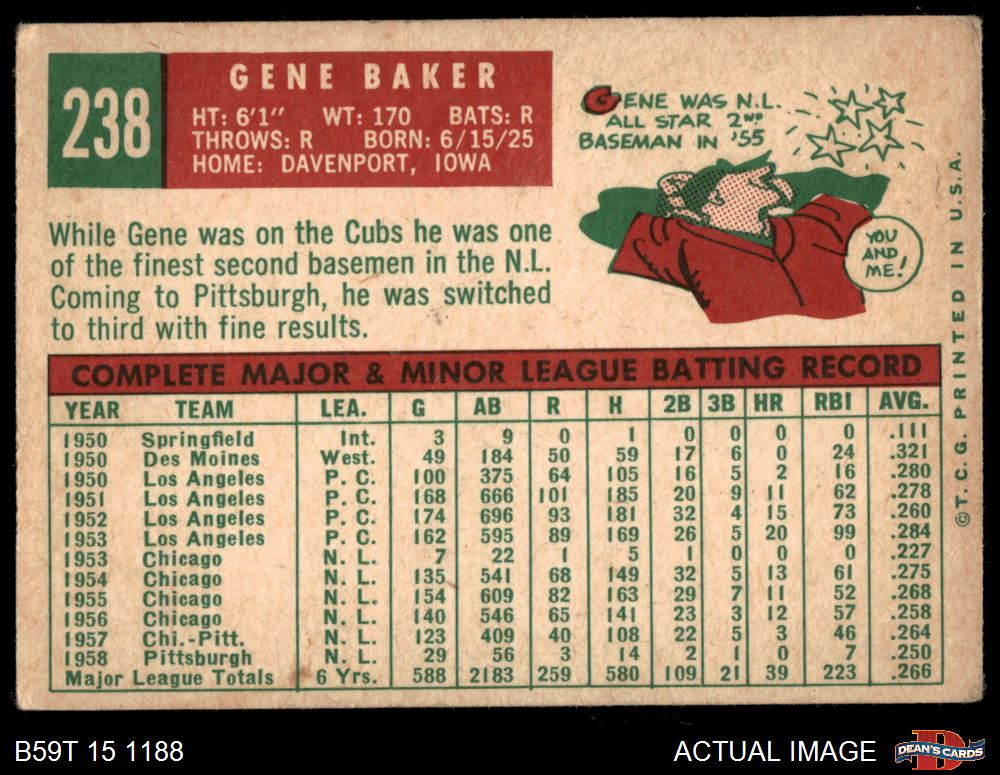 238
GENE BAKER
HT: 6'1" WT: 170 BATS: R
THROWS: R BORN: 6/15/25
HOME: DAVENPORT, IOWA
GENE WAS N.L.
ALL STAR 2ND
BASEMAN IN '55
YOU
AND
ME!
While Gene was on the Cubs he was one
of the finest second basemen in the N.L.
Coming to Pittsburgh, he was switched
to third with fine results.
COMPLETE MAJOR & MINOR LEAGUE BATTING RECORD
YEAR TEAM LEA. G AB R H 2B 3B HR RBI AVG.
1950 Springfield Int. 3 9 0 1 0 0 0 0 .111
1950 Des Moines West. 49 184 50 59 17 6 0 24 .321
1950 Los Angeles P. C. 100 375 64 105 16 5 2 16 .280
1951 Los Angeles P. C. 168 666 101 185 20 9 11 62 .278
1952 Los Angeles P. C. 174 696 93 181 32 4 15 73 .260
1953 Los Angeles P. C. 162 595 89 169 26 5 20 99 .284
1953 Chicago N. L. 7 22 1 5 1 0 0 0 .227
1954 Chicago N. L. 135 541 68 149 32 5 13 61 .275
1955 Chicago N. L. 154 609 82 163 29 7 11 52 .268
1956 Chicago N. L. 140 546 65 141 23 3 12 57 .258
1957 Chi.-Pitt. N. L. 123 409 40 108 22 5 3 46 .264
1958 Pittsburgh N. L. 29 56 3 14 2 1 0 7 .250
Major League Totals 6 Yrs. 588 2183 259 580 109 21 39 223 .266
©T. C. G. PRINTED IN U.S.A.
B59T 15 1188
ACTUAL IMAGE
D
DEAN'S CARDS